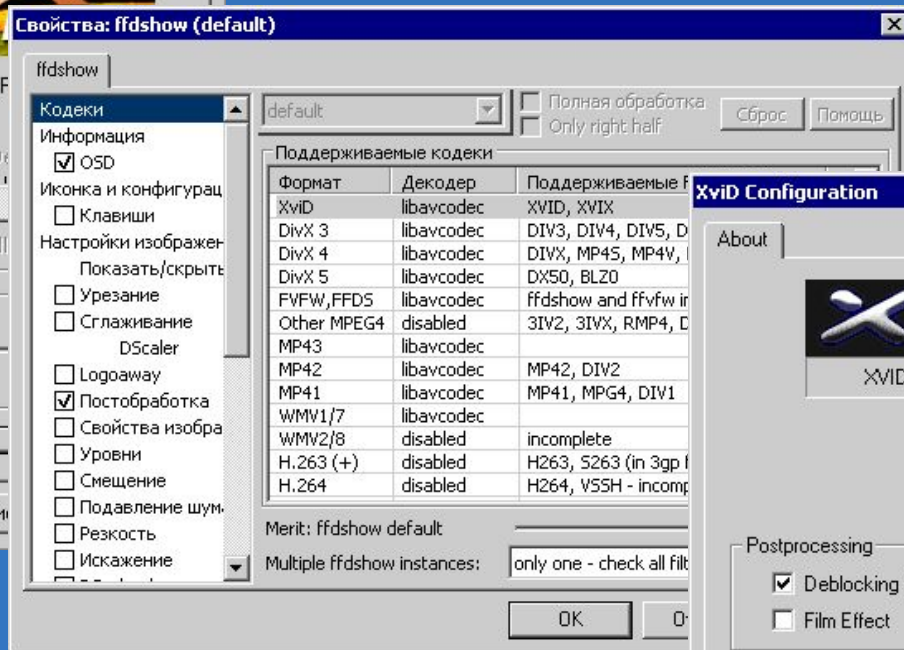 Свойства: ffdshow (default)
ffdshow
Кодеки
Информация
OSD
Иконка и конфигурац
Клавиши
Настройки изображен
Показать/скрыть
Урезание
Сглаживание
DScaler
Logoaway
Постобработка
Свойства изобра
Уровни
Смещение
Подавление шум
Резкость
Искажение
default
Полная обработка
Only right half
Сброс
Помощь
Поддерживаемые кодеки
Формат Декодер Поддерживаемые F
XviD libavcodec XVID, XVIX
DivX 3 libavcodec DIV3, DIV4, DIV5, D
DivX 4 libavcodec DIVX, MP4S, MP4V,
DivX 5 libavcodec DX50, BLZ0
FVFW,FFDS libavcodec ffdshow and ffvfw in
Other MPEG4 disabled 3IV2, 3IVX, RMP4, D
MP43 libavcodec
MP42 libavcodec MP42, DIV2
MP41 libavcodec MP41, MPG4, DIV1
WMV1/7 libavcodec
WMV2/8 disabled incomplete
H.263 (+) disabled H263, S263 (in 3gp f
H.264 disabled H264, VSSH - incomp
Merit: ffdshow default
Multiple ffdshow instances: only one - check all filt
OK
От
XviD Configuration
About
XVID
Postprocessing
Deblocking
Film Effect